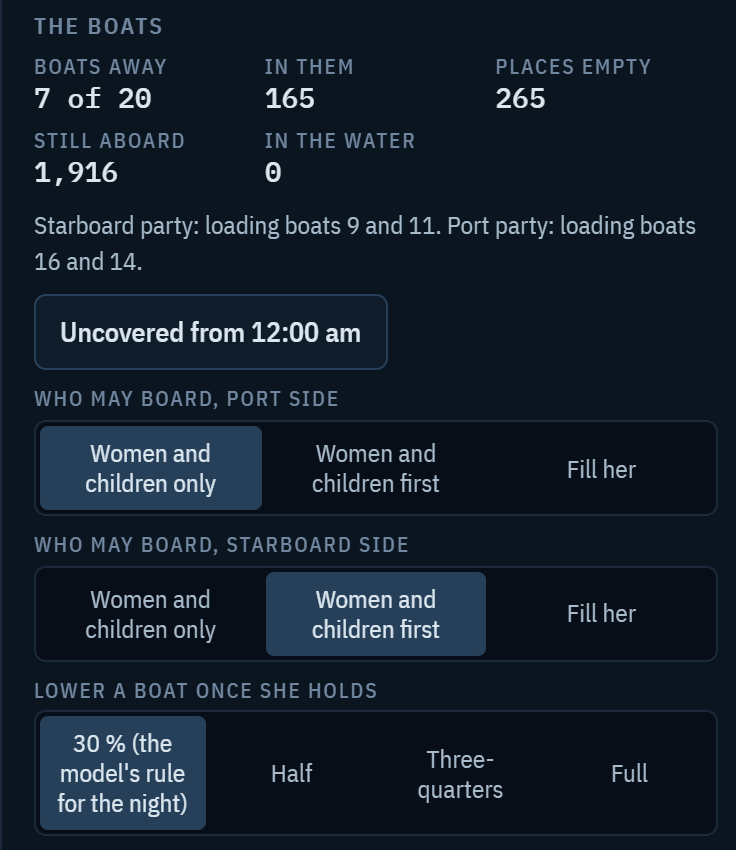 THE BOATS
BOATS AWAY IN THEM PLACES EMPTY
7 of 20 165 265
STILL ABOARD IN THE WATER
1,916 0
Starboard party: loading boats 9 and 11. Port party: loading boats
16 and 14.
Uncovered from 12:00 am
WHO MAY BOARD, PORT SIDE
Women and
children only
Women and
children first
Fill her
WHO MAY BOARD, STARBOARD SIDE
Women and
children only
Women and
children first
Fill her
LOWER A BOAT ONCE SHE HOLDS
30 % (the
model's rule
for the night)
Half
Three-
quarters
Full